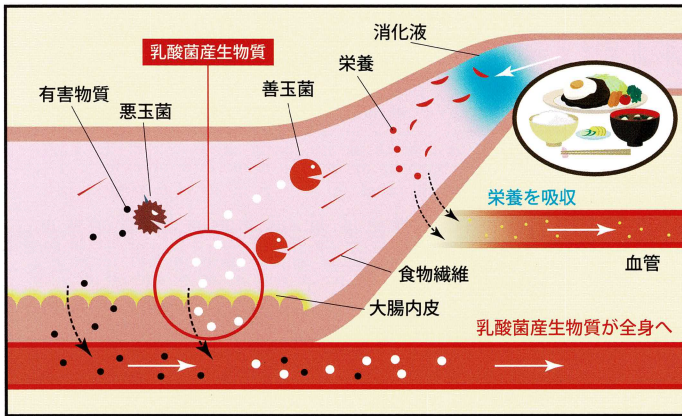 消化液
乳酸菌産生物質
栄養
善玉菌
有害物質
悪玉菌
栄養を吸収
血管
食物繊維
大腸内皮
乳酸菌産生物質が全身へ